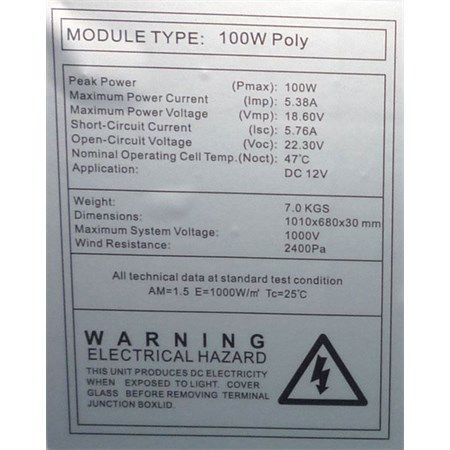 MODULE TYPE: 100W Poly
Peak Power (Pmax): 100W
Maximum Power Current (Imp): 5.38A
Maximum Power Voltage (Vmp): 18.60V
Short-Circuit Current (Isc): 5.76A
Open-Circuit Voltage (Voc): 22.30V
Nominal Operating Cell Temp.(Noct): 47℃
Application: DC 12V
Weight: 7.0 KGS
Dimensions: 1010x680x30 mm
Maximum System Voltage: 1000V
Wind Resistance: 2400Pa
All technical data at standard test condition
AM=1.5 E=1000W/㎡ Tc=25℃
WARNING
ELECTRICAL HAZARD
THIS UNIT PRODUCES DC ELECTRICITY
WHEN EXPOSED TO LIGHT. COVER
GLASS BEFORE REMOVING TERMINAL
JUNCTION BOXLID.